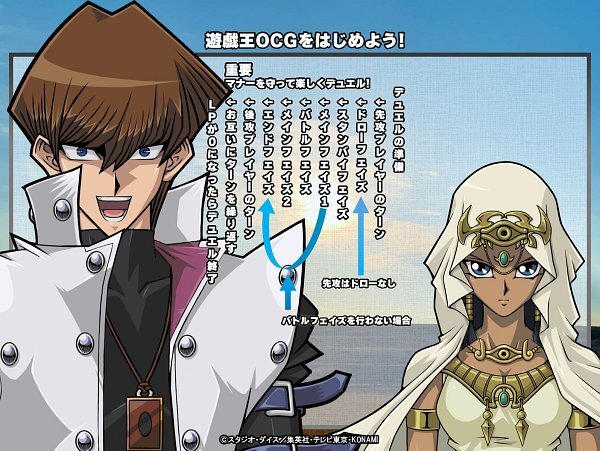 遊戯王OCGをはじめよう!
重要
マナーを守って楽しくデュエル!
デュエルの準備
←先攻プレイヤーのターン
←ドローフェイズ
←スタンバイフェイズ
←メインフェイズ1
←バトルフェイズ
←メインフェイズ2
←エンドフェイズ
←後攻プレイヤーのターン
←お互いにターンを繰り返す
LPが0になったらデュエル終了
先攻はドローなし
バトルフェイズを行わない場合
©スタジオ・ダイス/集英社・テレビ東京・KONAMI